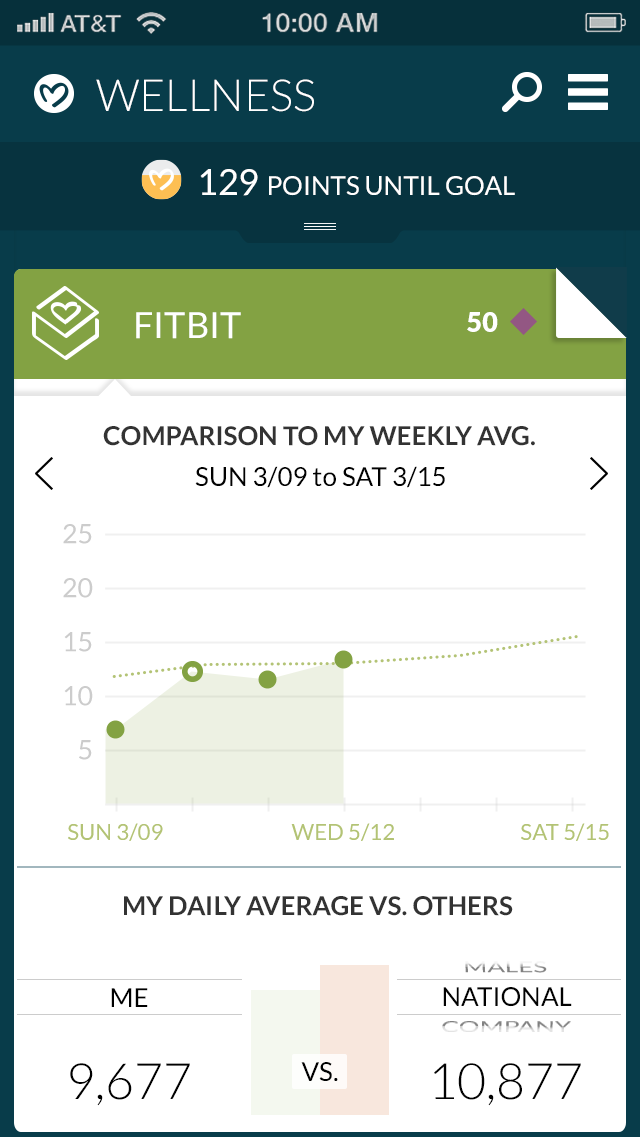 AT&T 10:00 AM
WELLNESS
129 POINTS UNTIL GOAL
FITBIT 50
COMPARISON TO MY WEEKLY AVG.
SUN 3/09 to SAT 3/15
25
20
15
10
5
SUN 3/09 WED 5/12 SAT 5/15
MY DAILY AVERAGE VS. OTHERS
MALES
ME NATIONAL
COMPANY
9,677 VS. 10,877